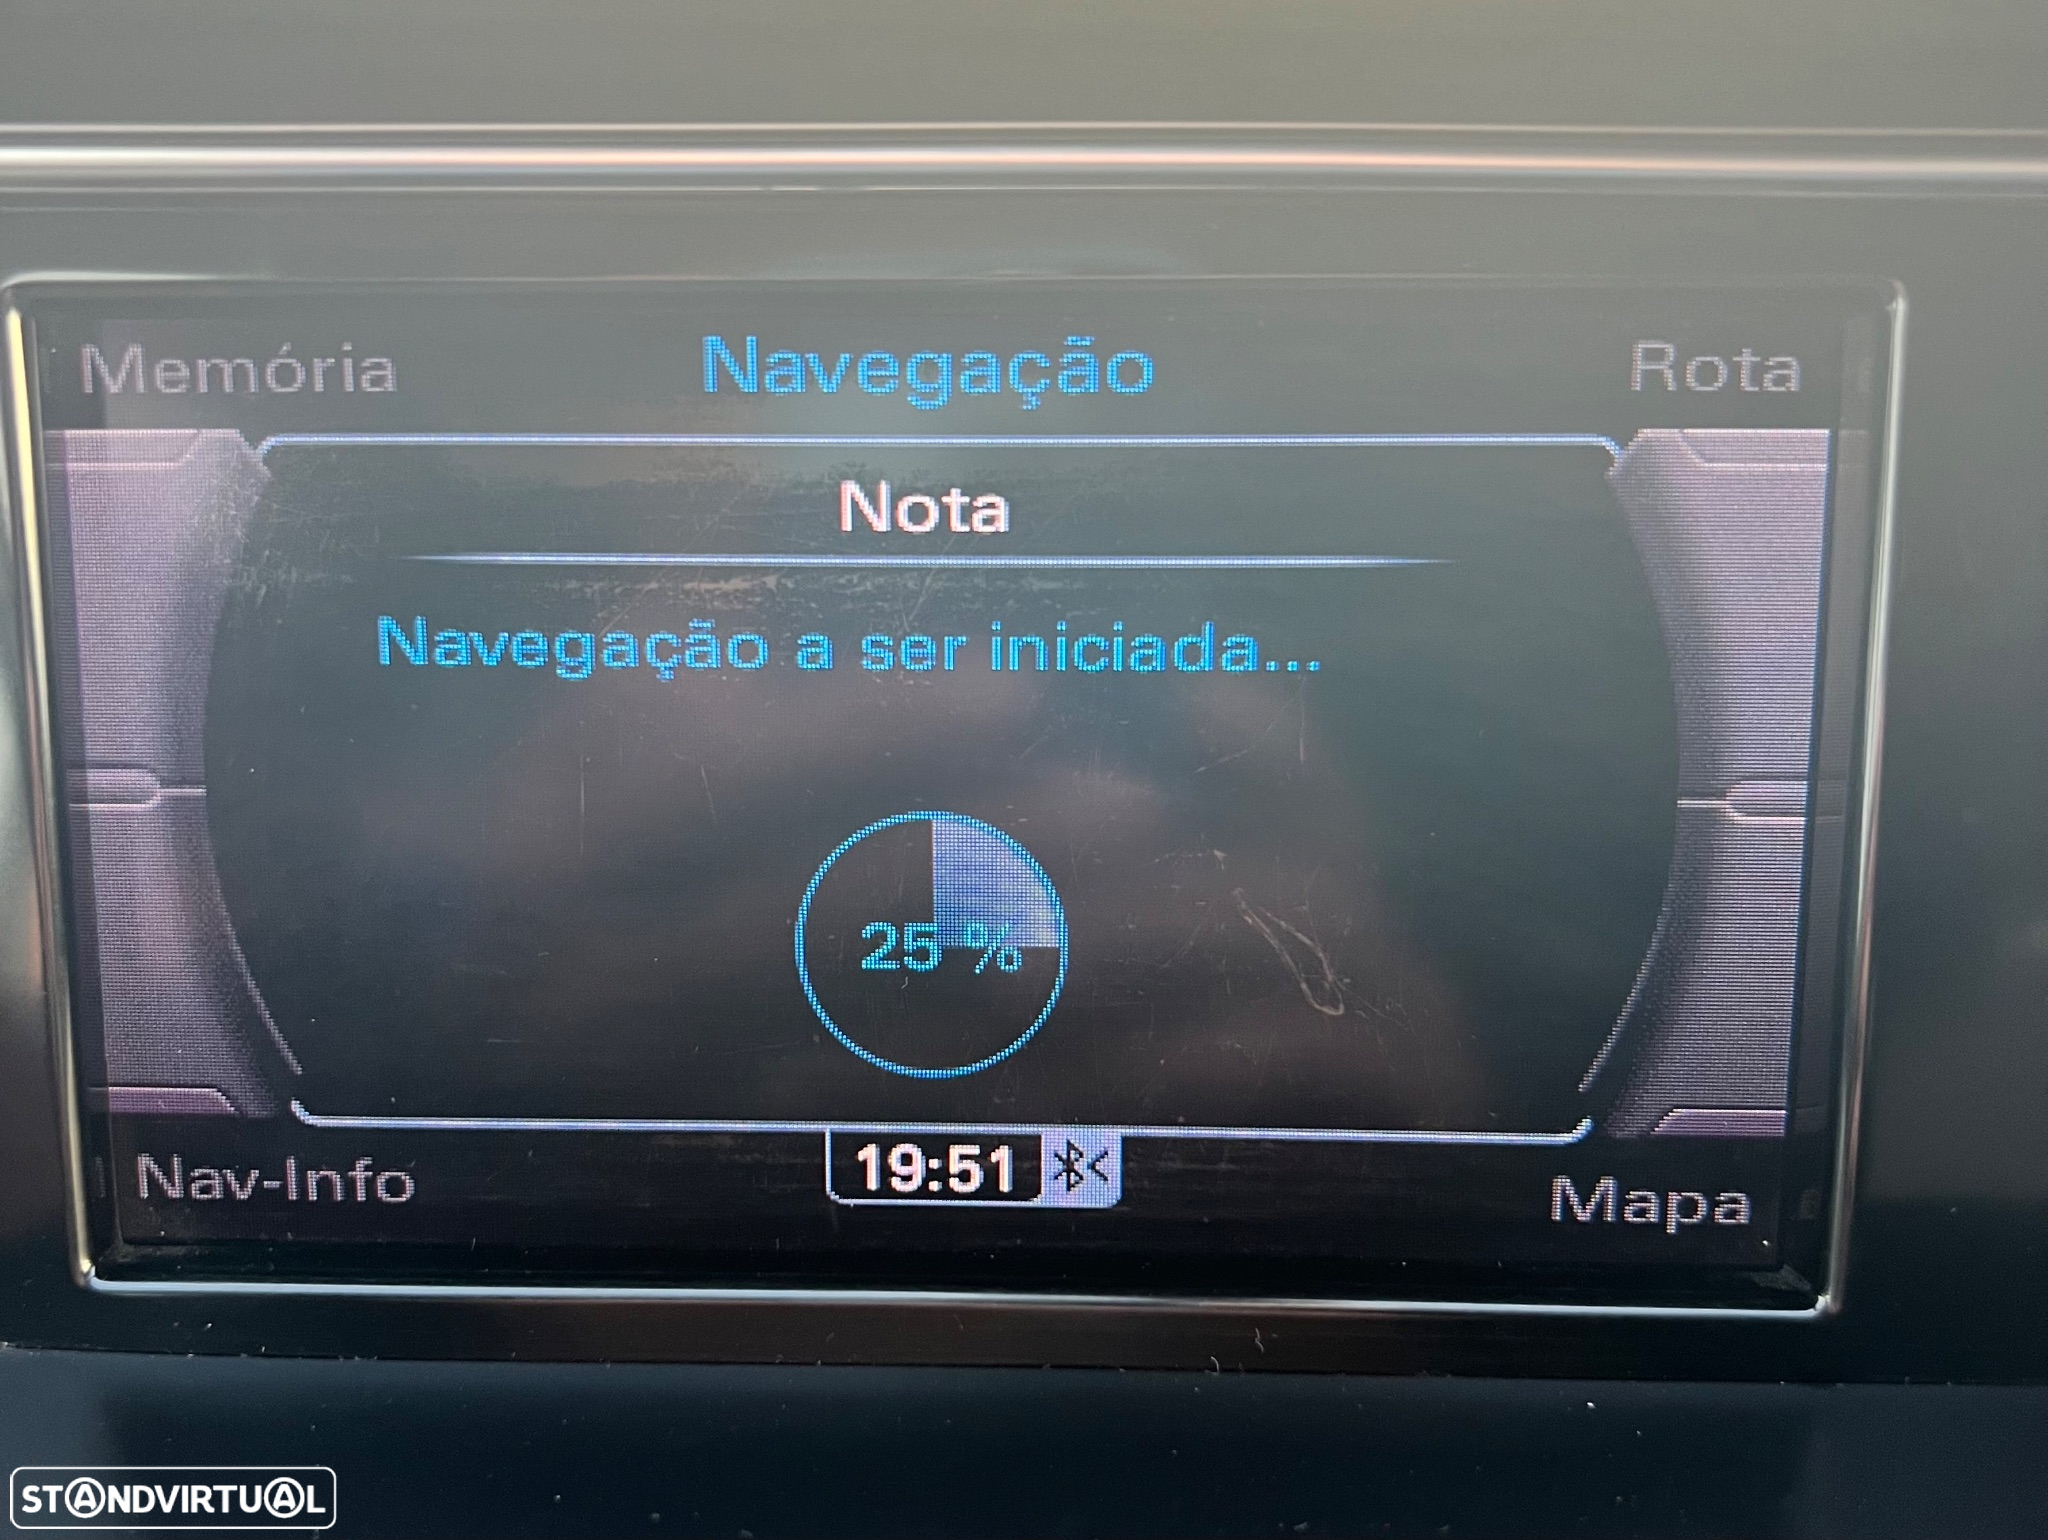 Memória Navegação Rota
Nota
Navegação a ser iniciada...
25 %
Nav-Info 19:51 Mapa
STANDVIRTUAL